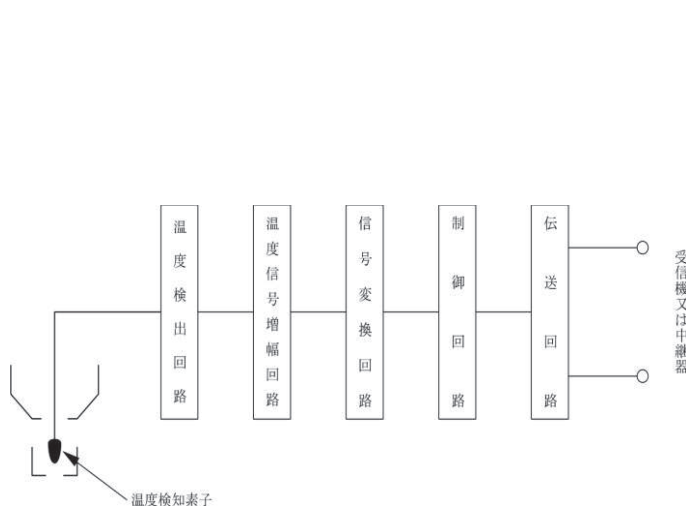 温度検出回路
温度信号増幅回路
信号変換回路
制御回路
伝送回路
受信機又は中継器
温度検知素子